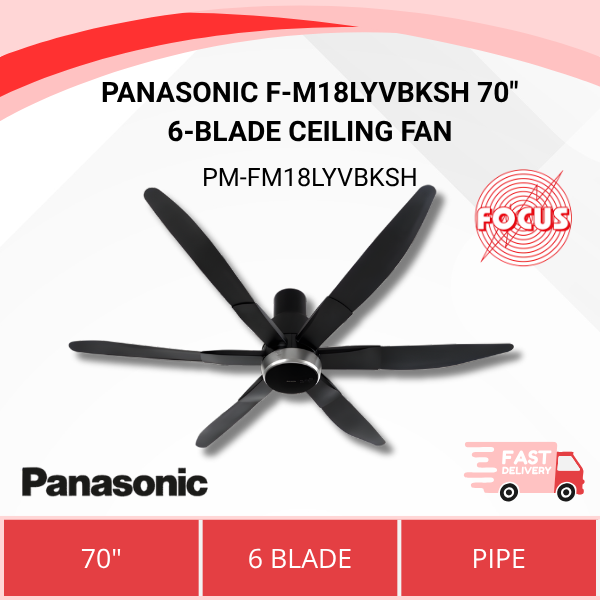 PANASONIC F-M18LYVBKSH 70"
6-BLADE CEILING FAN
PM-FM18LYVBKSH
FOCUS
Panasonic
FAST
DELIVERY
70"
6 BLADE
PIPE